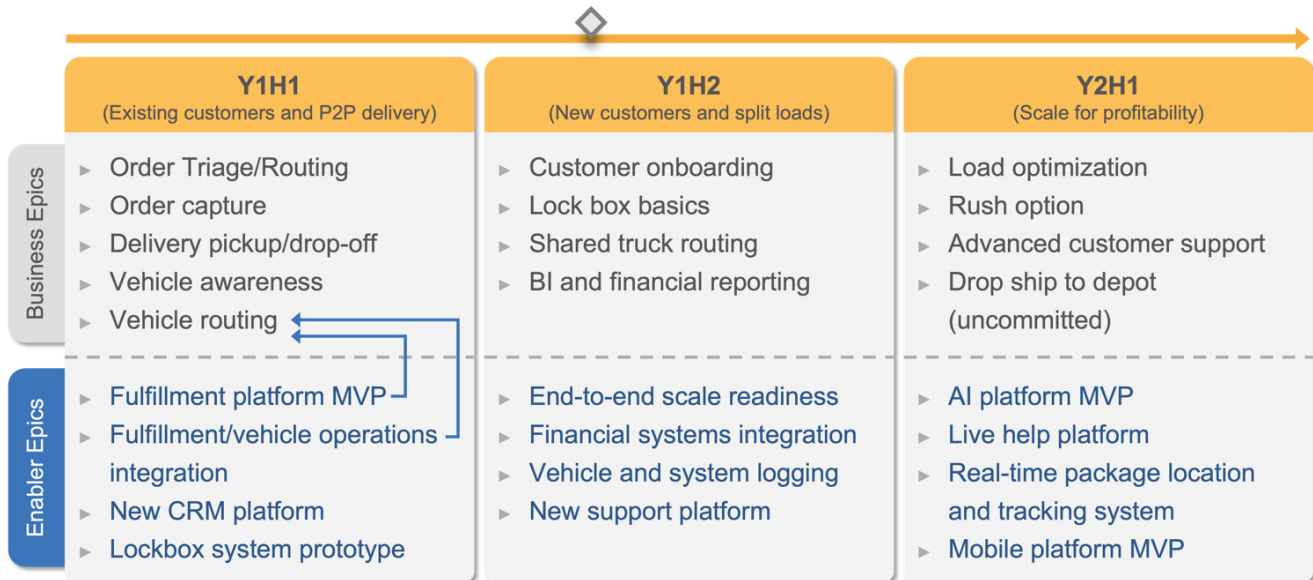 Y1H1
(Existing customers and P2P delivery)
Y1H2
(New customers and split loads)
Y2H1
(Scale for profitability)
Business Epics
Order Triage/Routing
Order capture
Delivery pickup/drop-off
Vehicle awareness
Vehicle routing
Customer onboarding
Lock box basics
Shared truck routing
BI and financial reporting
Load optimization
Rush option
Advanced customer support
Drop ship to depot
(uncommitted)
Enabler Epics
Fulfillment platform MVP
Fulfillment/vehicle operations
integration
New CRM platform
Lockbox system prototype
End-to-end scale readiness
Financial systems integration
Vehicle and system logging
New support platform
AI platform MVP
Live help platform
Real-time package location
and tracking system
Mobile platform MVP